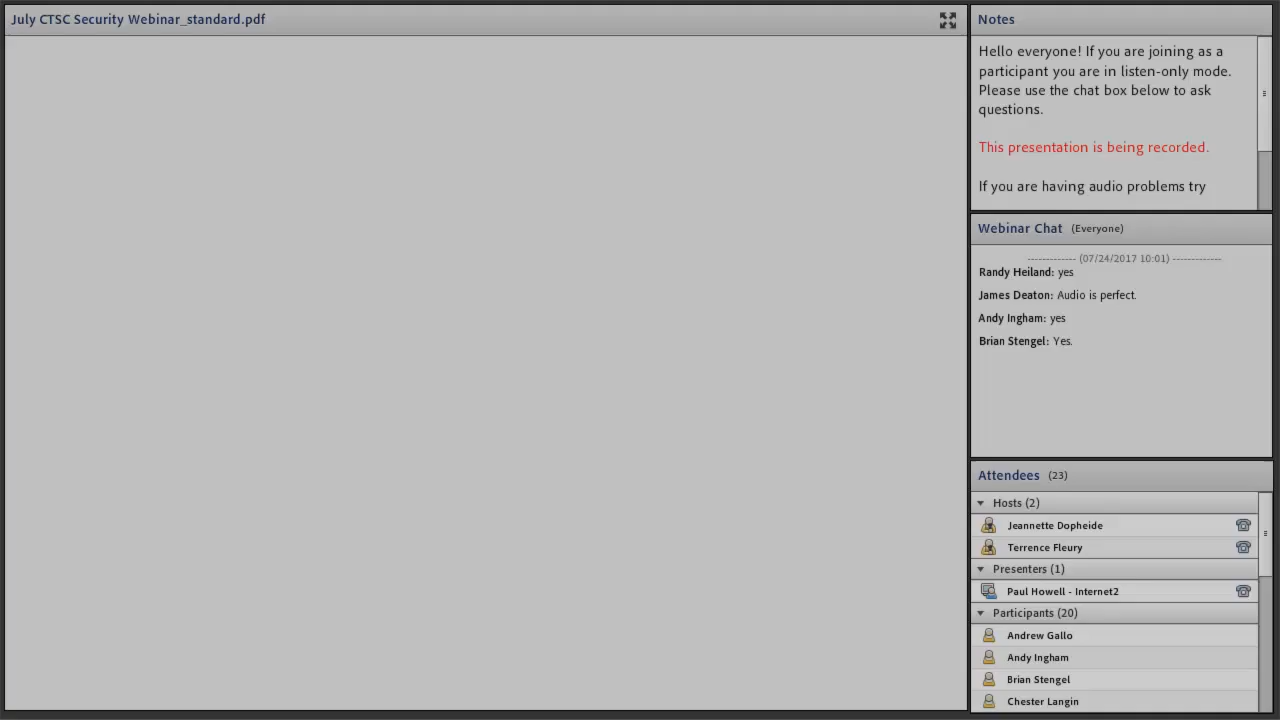 July CTSC Security Webinar_standard.pdf
Notes
Hello everyone! If you are joining as a
participant you are in listen-only mode.
Please use the chat box below to ask
questions.
This presentation is being recorded.
If you are having audio problems try
Webinar Chat (Everyone)
------------- (07/24/2017 10:01) -------------
Randy Heiland: yes
James Deaton: Audio is perfect.
Andy Ingham: yes
Brian Stengel: Yes.
Attendees (23)
Hosts (2)
Jeannette Dopheide
Terrence Fleury
Presenters (1)
Paul Howell - Internet2
Participants (20)
Andrew Gallo
Andy Ingham
Brian Stengel
Chester Langin